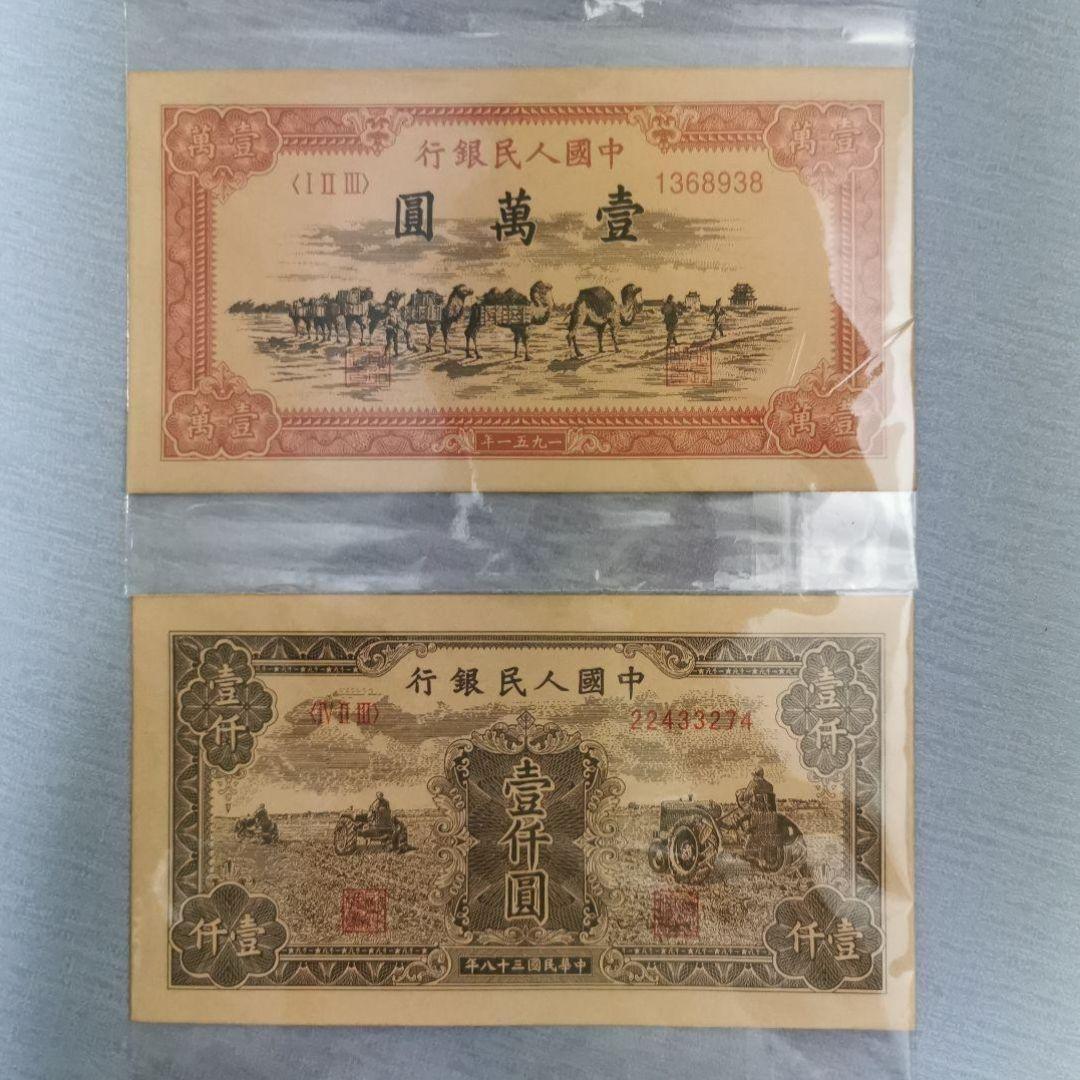 壹萬
壹萬
中國人民銀行
〈I II III〉
1368938
壹萬圓
壹萬
壹萬
一九五一年
壹仟
壹仟
中國人民銀行
〈IV II III〉
22433274
壹仟圓
壹仟
壹仟
中華民國三十八年